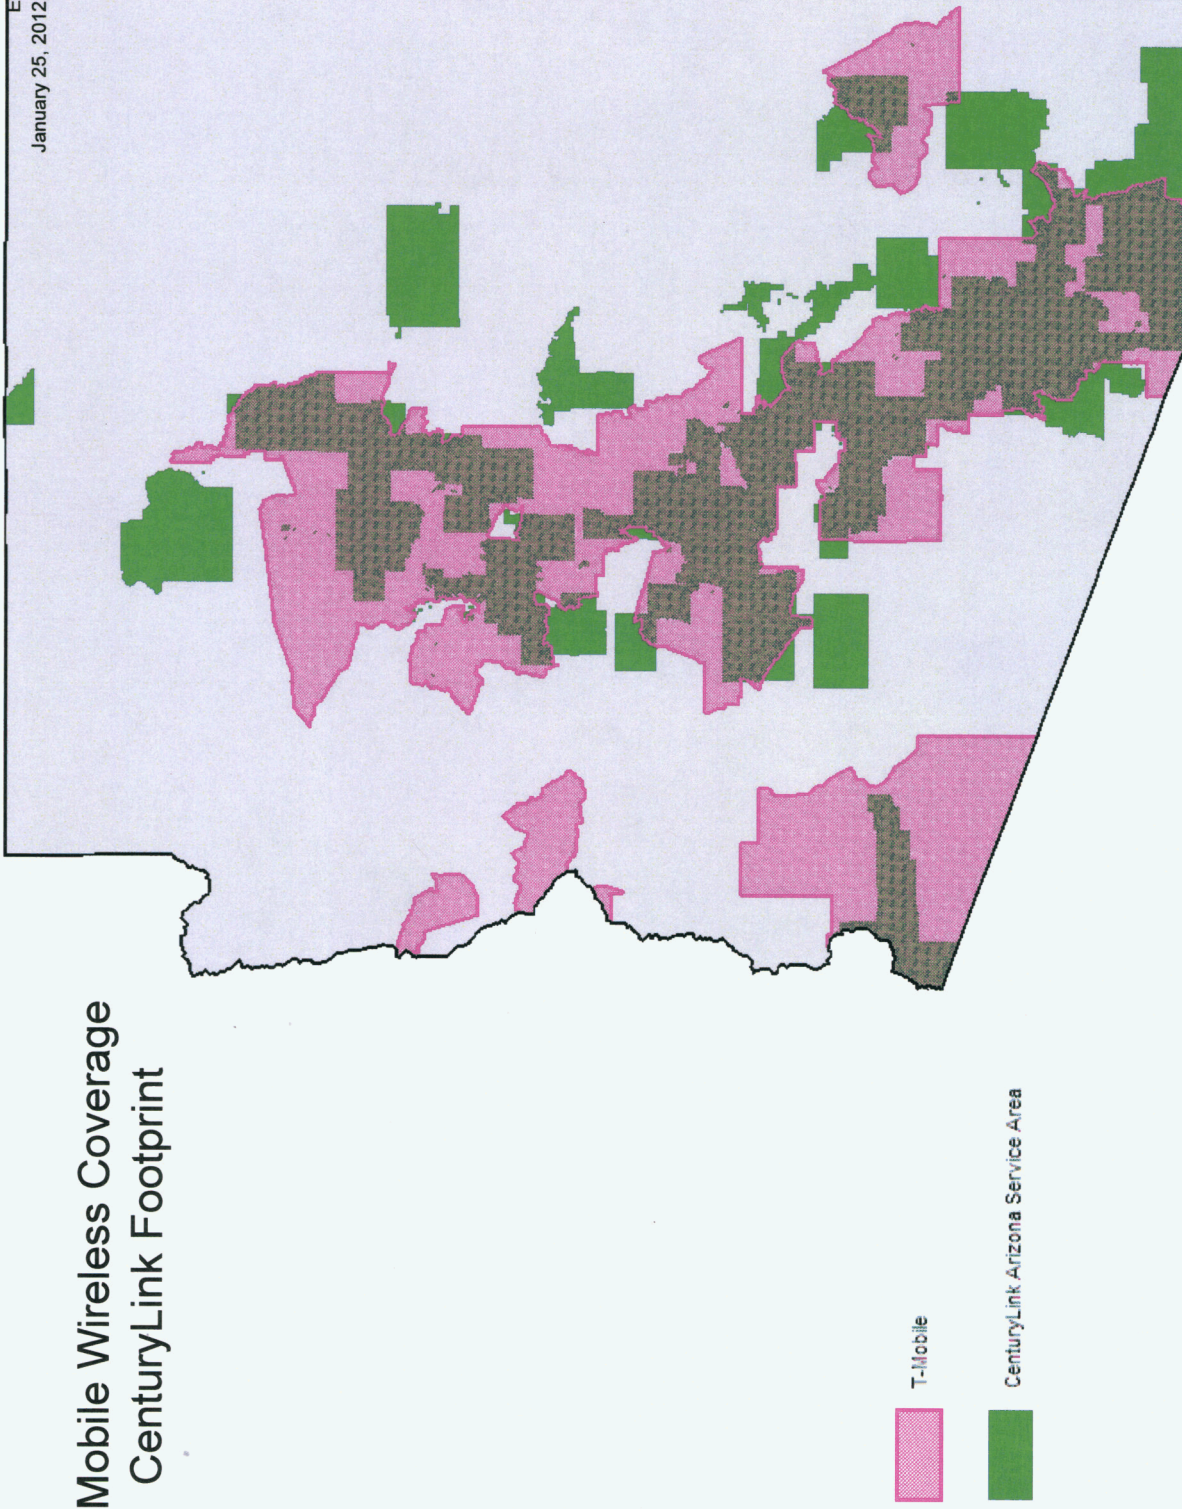 E
January 25, 2012
Mobile Wireless Coverage
CenturyLink Footprint
T-Mobile
CenturyLink Arizona Service Area